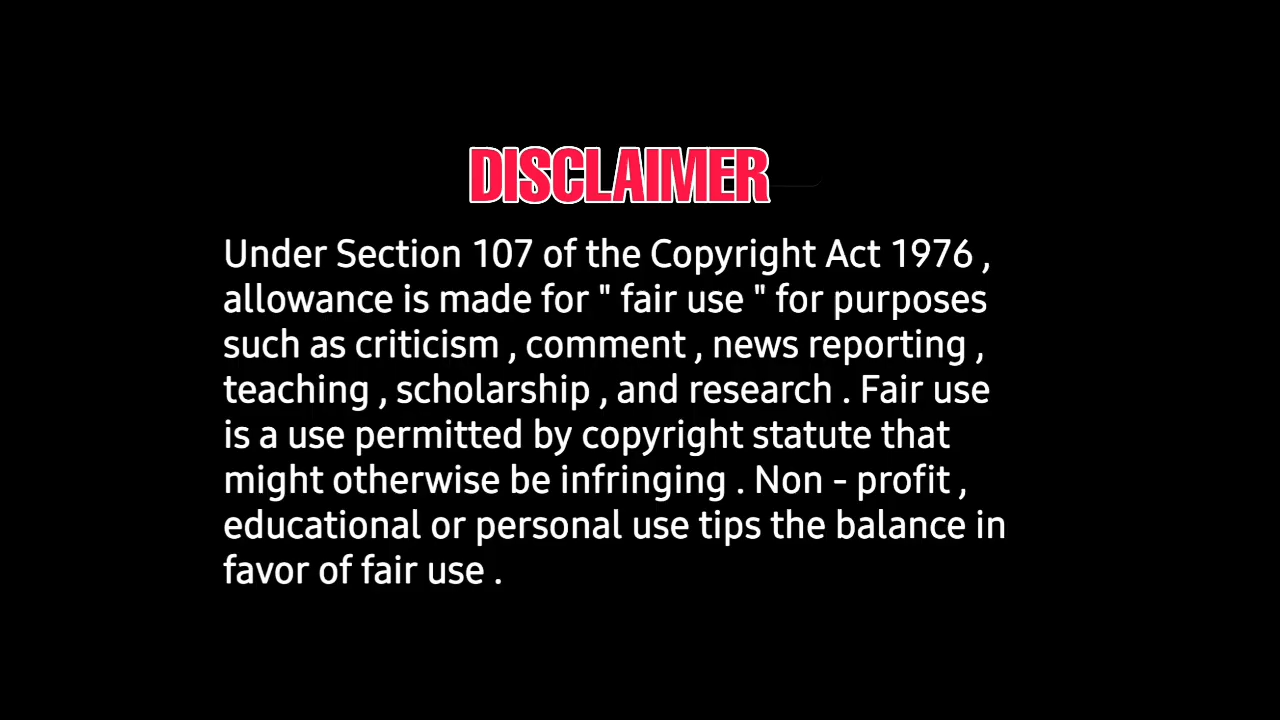 DISCLAIMER
Under Section 107 of the Copyright Act 1976 ,
allowance is made for " fair use " for purposes
such as criticism , comment , news reporting ,
teaching , scholarship , and research . Fair use
is a use permitted by copyright statute that
might otherwise be infringing . Non - profit ,
educational or personal use tips the balance in
favor of fair use .